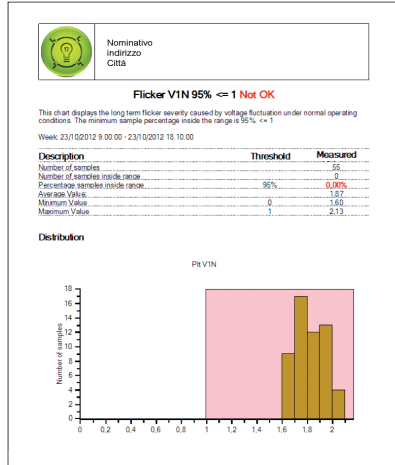 Nominativo
indirizzo
Città
Flicker V1N 95% <= 1 Not OK
This chart displays the long term flicker severity caused by voltage fluctuation under normal operating
conditions. The minimum sample percentage inside the range is 95% <= 1
Week: 23/10/2012 9.00.00 - 23/10/2012 18.10.00
Description Threshold Measured
Number of samples 55
Number of samples inside range 0
Percentage samples inside range 95% 0,00%
Average Value: 1.87
Minimum Value 0 1.60
Maximum Value 1 2.13
Distribution
Plt V1N
Number of samples
18
16
14
12
10
8
6
4
2
0
0 0,2 0,4 0,6 0,8 1 1,2 1,4 1,6 1,8 2